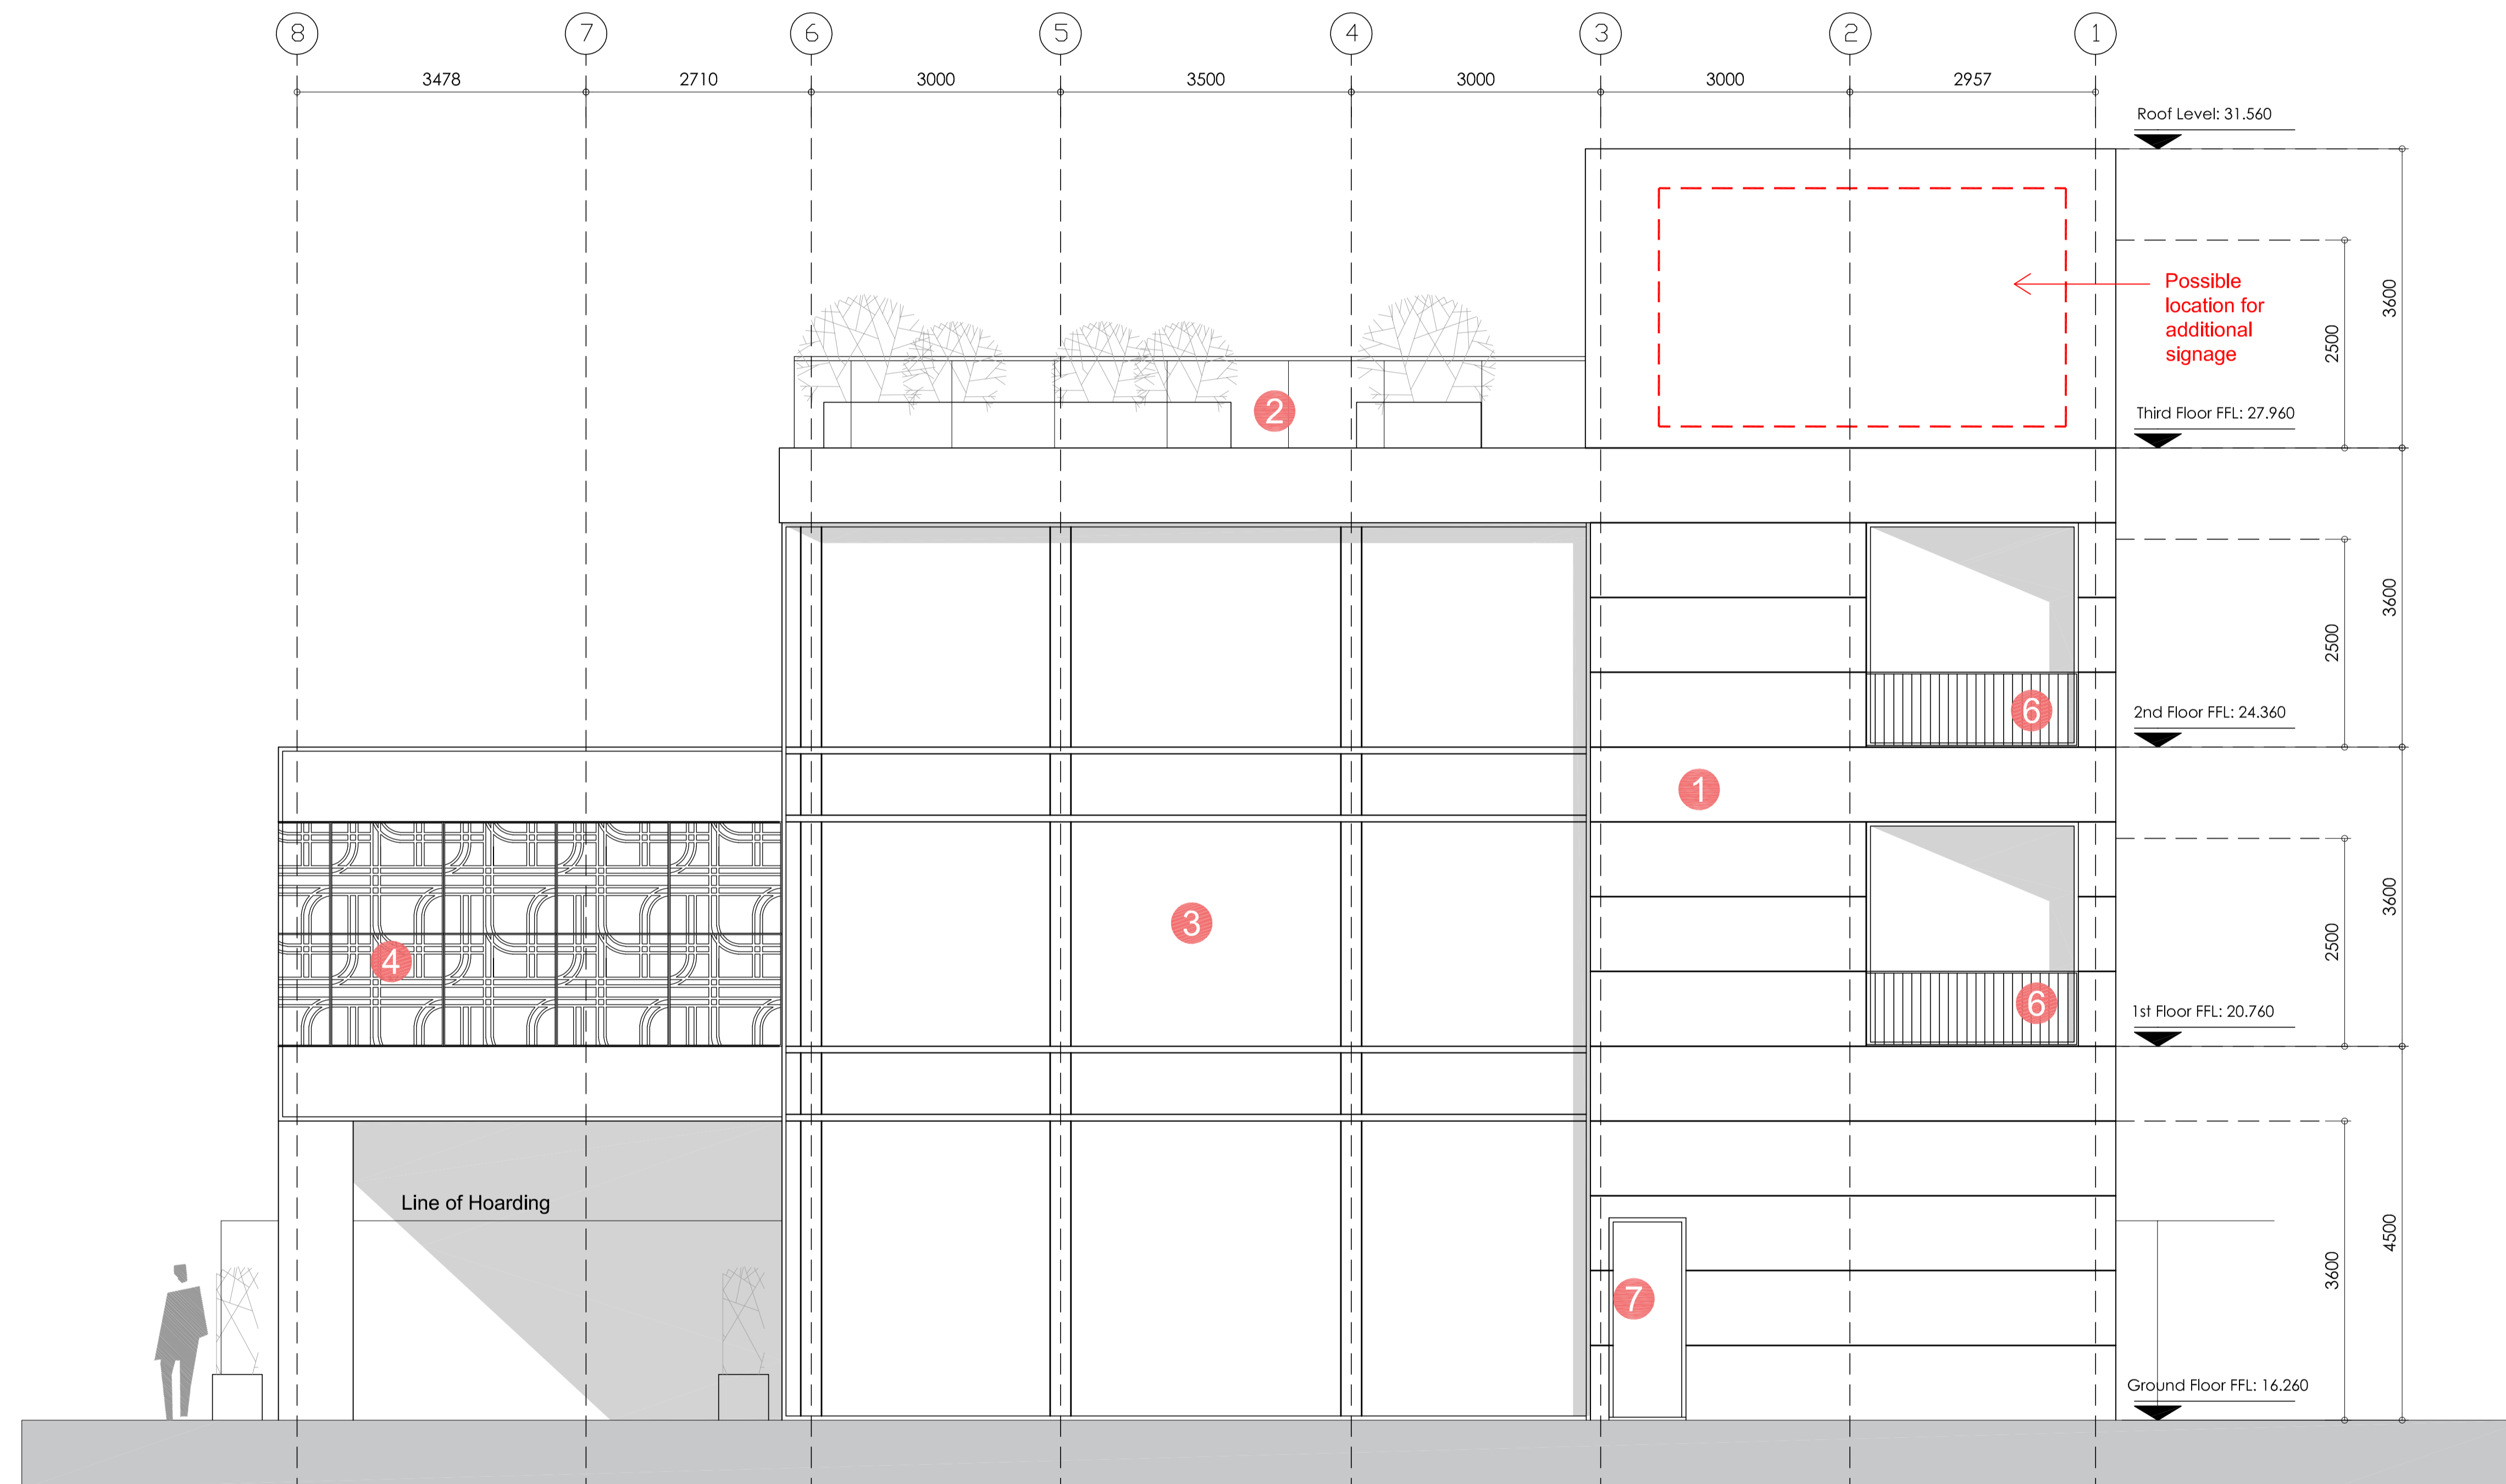 8 7 6 5 4 3 2 1
3478 2710 3000 3500 3000 3000 2957
Roof Level: 31.560
Possible
location for
additional
signage
3600
2500
2
Third Floor FFL: 27.960
3600
2500
6
2nd Floor FFL: 24.360
1
3600
3
2500
4
6
1st Floor FFL: 20.760
Line of Hoarding
4500
3600
7
Ground Floor FFL: 16.260